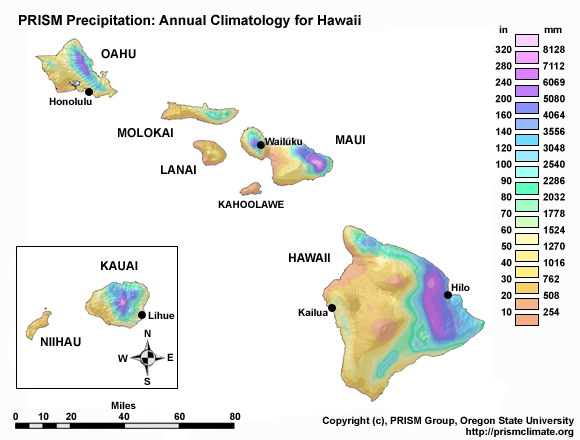 PRISM Precipitation: Annual Climatology for Hawaii
OAHU
Honolulu
MOLOKAI
LANAI
Wailuku
MAUI
KAHOOLAWE
in mm
320 8128
280 7112
240 6069
200 5080
160 4064
140 3556
120 3048
100 2540
90 2286
80 2032
70 1778
60 1524
50 1270
40 1016
30 762
20 508
10 254
HAWAII
Hilo
Kailua
KAUAI
Lihue
NIIHAU
N
W E
S
Miles
0 10 20 40 60 80
Copyright (c), PRISM Group, Oregon State University
http://prismclimate.org